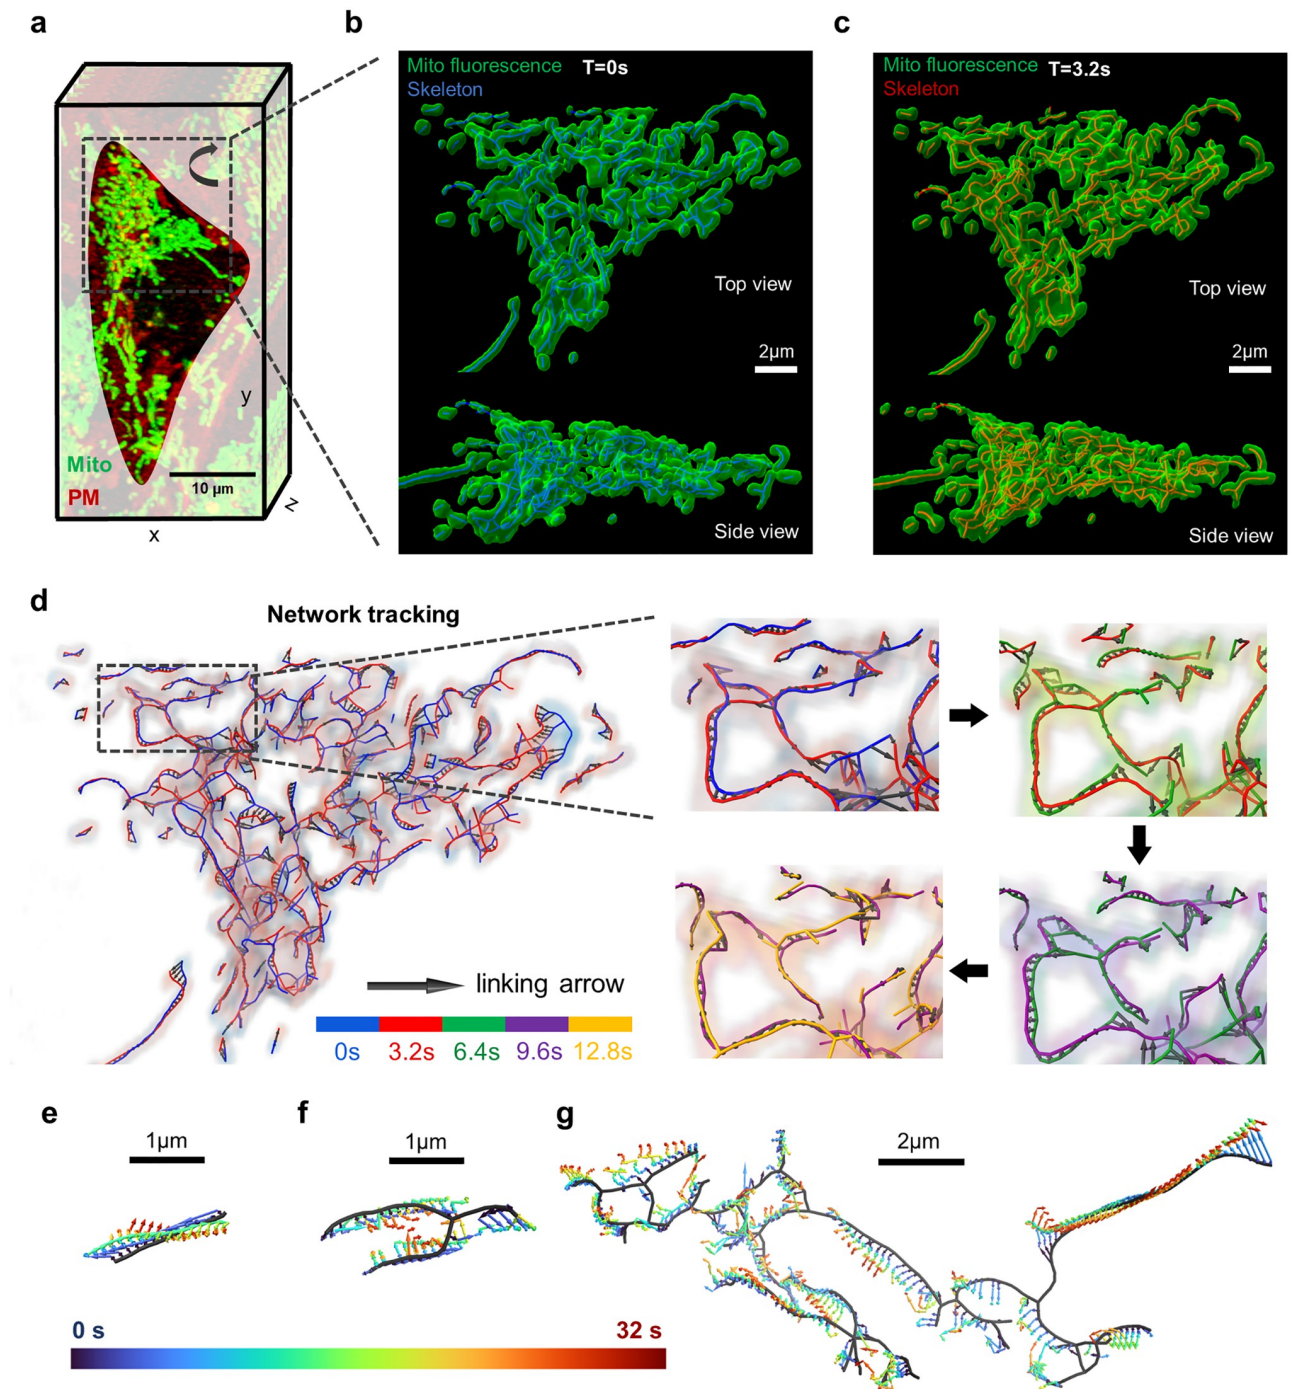 a
b
c
Mito fluorescence T=0s
Skeleton
Mito fluorescence T=3.2s
Skeleton
Top view
Top view
2µm
2µm
y
Mito
PM
10 µm
z
x
Side view
Side view
d
Network tracking
linking arrow
0s 3.2s 6.4s 9.6s 12.8s
e
f
g
1µm
1µm
2µm
0 s
32 s